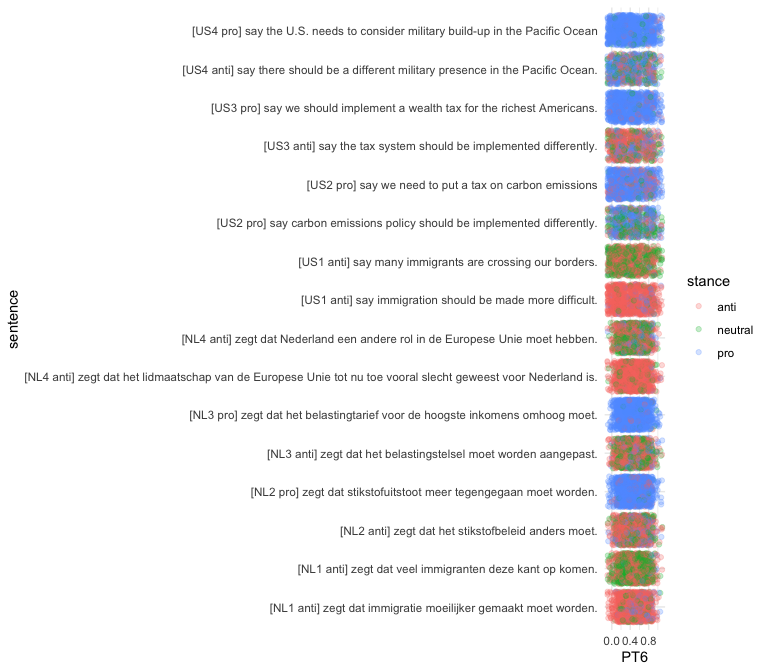 [US4 pro] say the U.S. needs to consider military build-up in the Pacific Ocean
[US4 anti] say there should be a different military presence in the Pacific Ocean.
[US3 pro] say we should implement a wealth tax for the richest Americans.
[US3 anti] say the tax system should be implemented differently.
[US2 pro] say we need to put a tax on carbon emissions
[US2 pro] say carbon emissions policy should be implemented differently.
[US1 anti] say many immigrants are crossing our borders.
[US1 anti] say immigration should be made more difficult.
[NL4 anti] zegt dat Nederland een andere rol in de Europese Unie moet hebben.
[NL4 anti] zegt dat het lidmaatschap van de Europese Unie tot nu toe vooral slecht geweest voor Nederland is.
[NL3 pro] zegt dat het belastingtarief voor de hoogste inkomens omhoog moet.
[NL3 anti] zegt dat het belastingstelsel moet worden aangepast.
[NL2 pro] zegt dat stikstofuitstoot meer tegengegaan moet worden.
[NL2 anti] zegt dat het stikstofbeleid anders moet.
[NL1 anti] zegt dat veel immigranten deze kant op komen.
[NL1 anti] zegt dat immigratie moeilijker gemaakt moet worden.
sentence
0.0 0.4 0.8
PT6
stance
anti
neutral
pro